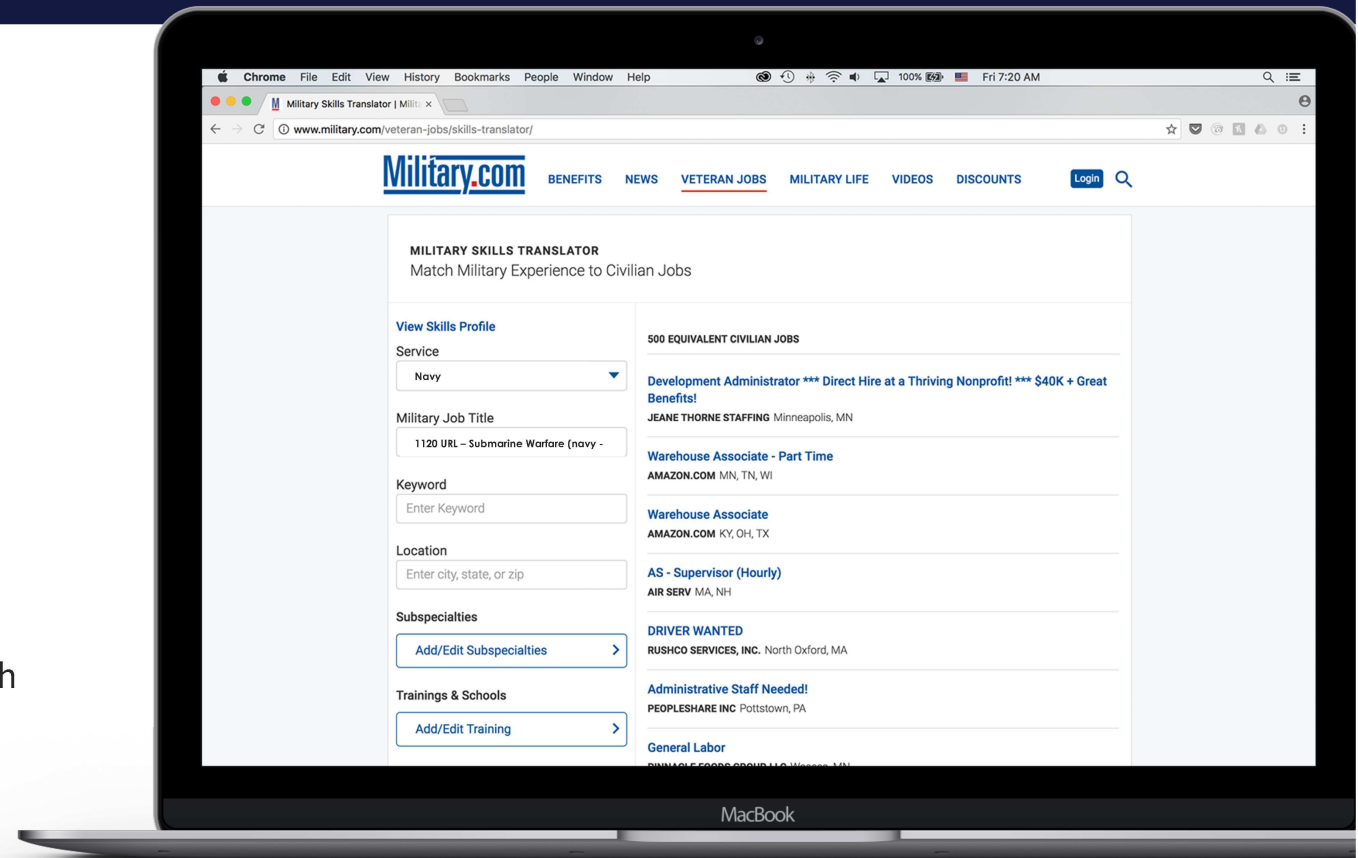 Chrome File Edit View History Bookmarks People Window Help 100% Fri 7:20 AM
M Military Skills Translator | Milit
www.military.com/veteran-jobs/skills-translator/
Military.com BENEFITS NEWS VETERAN JOBS MILITARY LIFE VIDEOS DISCOUNTS Login
MILITARY SKILLS TRANSLATOR
Match Military Experience to Civilian Jobs
View Skills Profile
Service
Navy
Military Job Title
1120 URL – Submarine Warfare (navy -
Keyword
Enter Keyword
Location
Enter city, state, or zip
Subspecialties
Add/Edit Subspecialties
Trainings & Schools
Add/Edit Training
500 EQUIVALENT CIVILIAN JOBS
Development Administrator *** Direct Hire at a Thriving Nonprofit! *** $40K + Great
Benefits!
JEANE THORNE STAFFING Minneapolis, MN
Warehouse Associate - Part Time
AMAZON.COM MN, TN, WI
Warehouse Associate
AMAZON.COM KY, OH, TX
AS - Supervisor (Hourly)
AIR SERV MA, NH
DRIVER WANTED
RUSHCO SERVICES, INC. North Oxford, MA
Administrative Staff Needed!
PEOPLESHARE INC Pottstown, PA
General Labor
h
MacBook